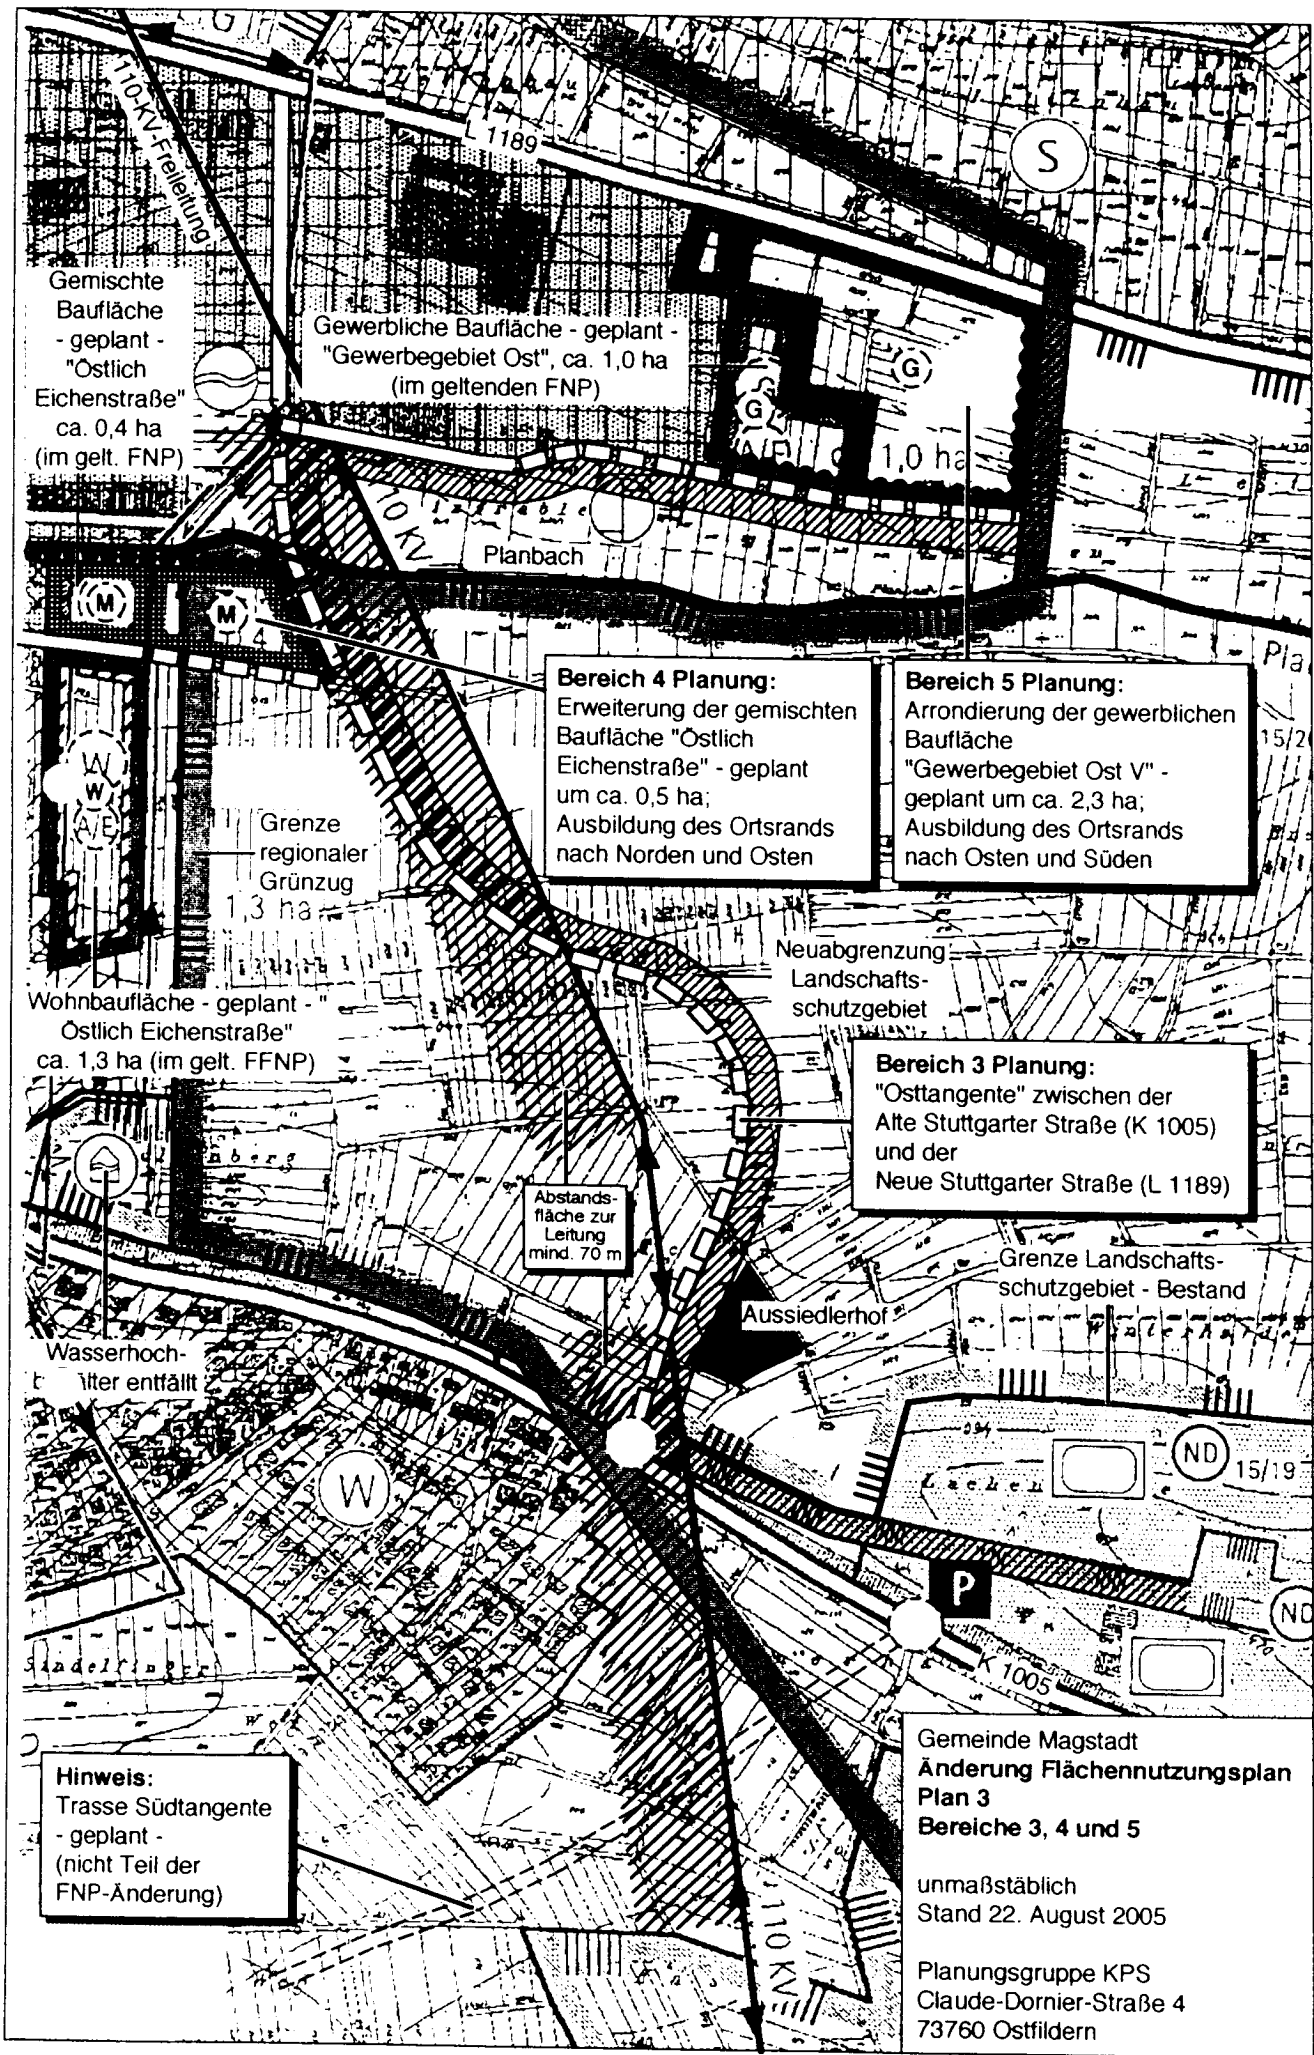 G
110-KV-Freileitung
L 1189
S
Gemischte
Baufläche
- geplant -
"Östlich
Eichenstraße"
ca. 0,4 ha
(im gelt. FNP)
Gewerbliche Baufläche - geplant -
"Gewerbegebiet Ost", ca. 1,0 ha
(im geltenden FNP)
G
G
A/E
1,0 ha
10 KV
Planbach
M
M
4
Pla
Bereich 4 Planung:
Erweiterung der gemischten
Baufläche "Östlich
Eichenstraße" - geplant
um ca. 0,5 ha;
Ausbildung des Ortsrands
nach Norden und Osten
Bereich 5 Planung:
Arrondierung der gewerblichen
Baufläche
"Gewerbegebiet Ost V" -
geplant um ca. 2,3 ha;
Ausbildung des Ortsrands
nach Osten und Süden
W
W
A/E
Grenze
regionaler
Grünzug
1,3 ha
Neuabgrenzung
Landschafts-
schutzgebiet
Wohnbaufläche - geplant - "
Östlich Eichenstraße"
ca. 1,3 ha (im gelt. FFNP)
Bereich 3 Planung:
"Osttangente" zwischen der
Alte Stuttgarter Straße (K 1005)
und der
Neue Stuttgarter Straße (L 1189)
Abstands-
fläche zur
Leitung
mind. 70 m
Grenze Landschafts-
schutzgebiet - Bestand
Aussiedlerhof
Wasserhoch-
entfällt
W
ND
15/19
Lachen
P
ND
K 1005
Sindelfinger
Hinweis:
Trasse Südtangente
- geplant -
(nicht Teil der
FNP-Änderung)
110 KV
Gemeinde Magstadt
Änderung Flächennutzungsplan
Plan 3
Bereiche 3, 4 und 5
unmaßstäblich
Stand 22. August 2005
Planungsgruppe KPS
Claude-Dornier-Straße 4
73760 Ostfildern